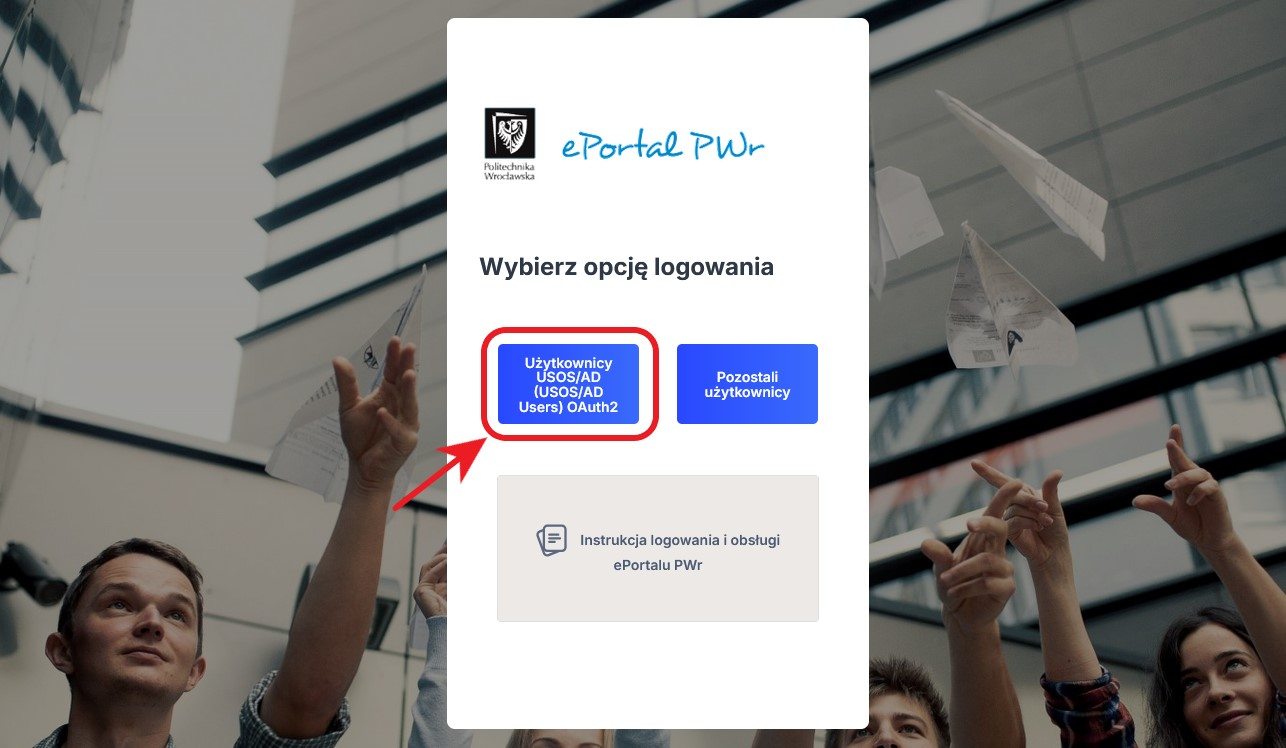 Politechnika
Wrocławska
ePortal PWr
Wybierz opcję logowania
Użytkownicy
USOS/AD
(USOS/AD
Users) OAuth2
Pozostali
użytkownicy
Instrukcja logowania i obsługi
ePortalu PWr